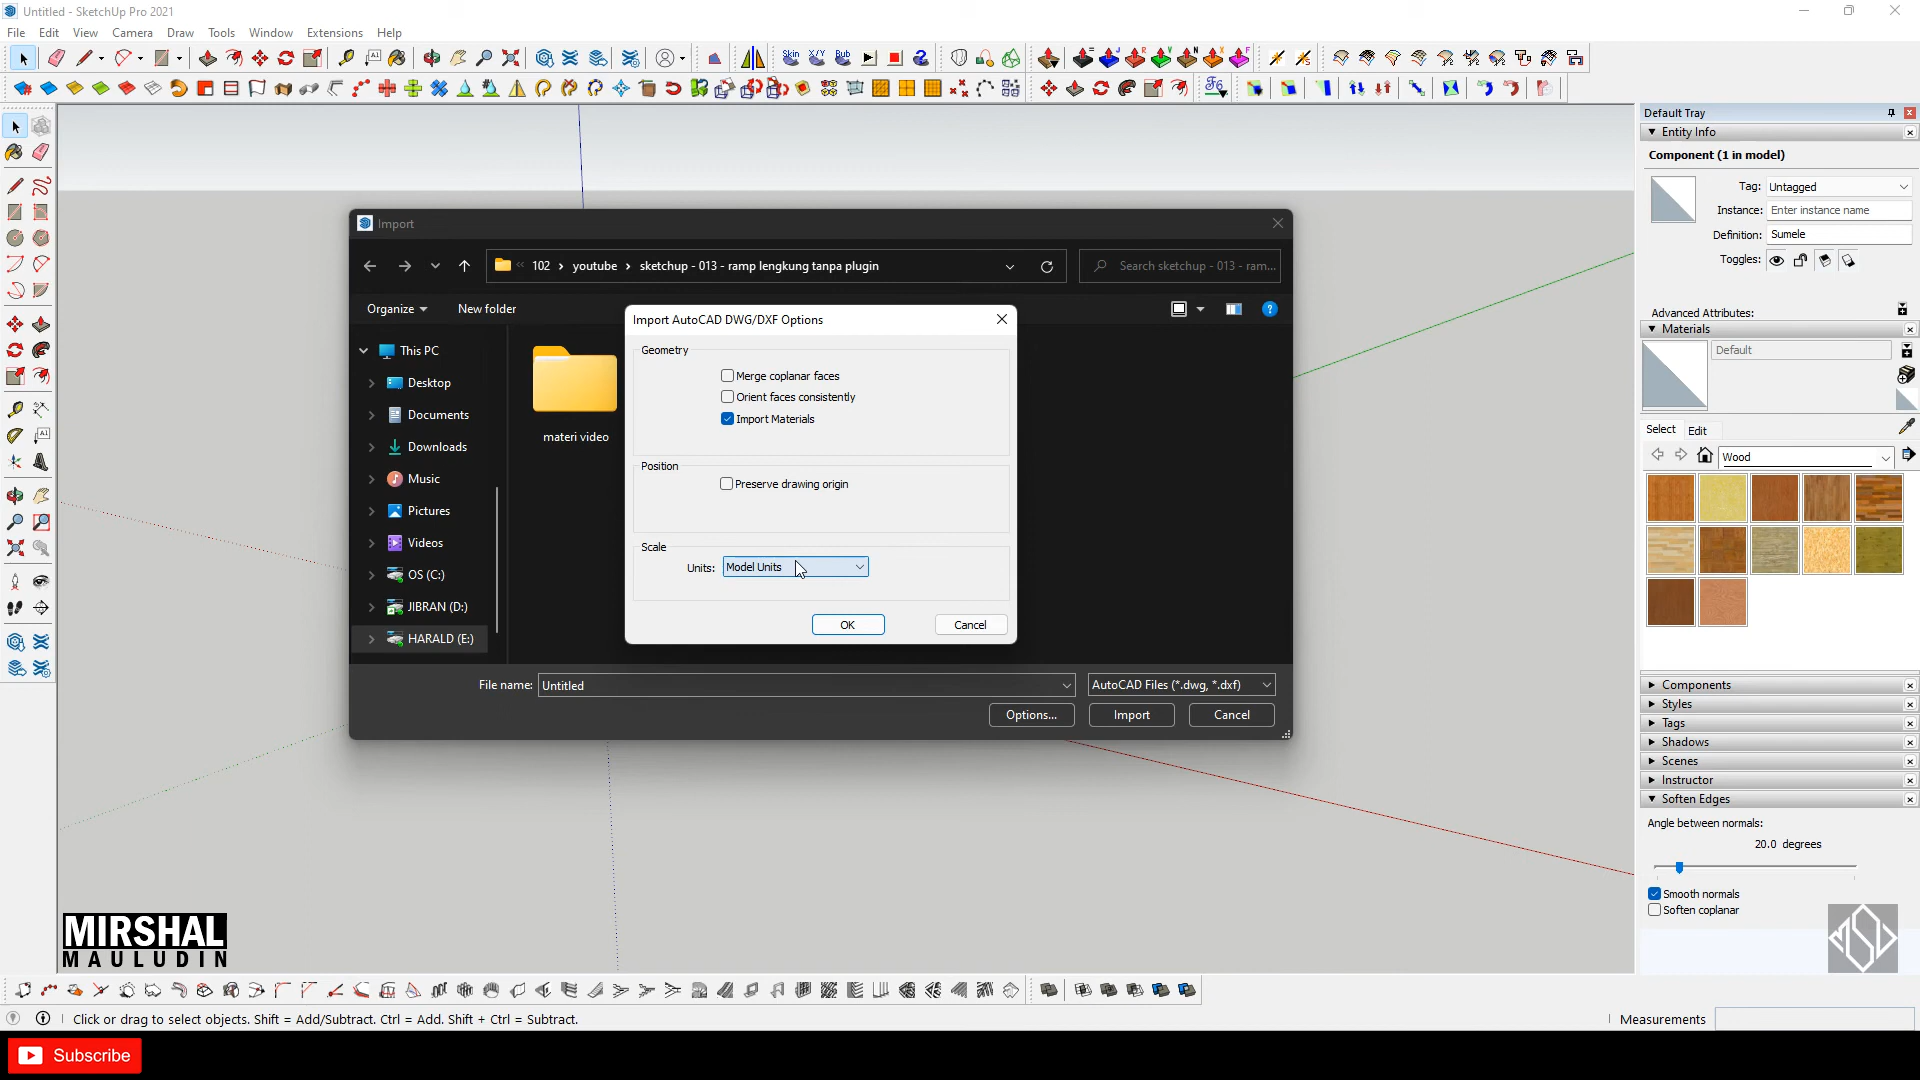 Untitled - SketchUp Pro 2021
File Edit View Camera Draw Tools Window Extensions Help
Skin X/Y Bub
Default Tray
Entity Info
Component (1 in model)
Tag: Untagged
Instance: Enter instance name
Definition: Sumele
Toggles:
Advanced Attributes:
Materials
Default
Select Edit
Wood
Components
Styles
Tags
Shadows
Scenes
Instructor
Soften Edges
Angle between normals:
20.0 degrees
Smooth normals
Soften coplanar
Import
102 youtube sketchup - 013 - ramp lengkung tanpa plugin
Search sketchup - 013 - ram...
Organize New folder
This PC
Desktop
Documents
Downloads
Music
Pictures
Videos
OS (C:)
JIBRAN (D:)
HARALD (E:)
materi video
Import AutoCAD DWG/DXF Options
Geometry
Merge coplanar faces
Orient faces consistently
Import Materials
Position
Preserve drawing origin
Scale
Units: Model Units
OK Cancel
File name: Untitled AutoCAD Files (*.dwg, *.dxf)
Options... Import Cancel
MIRSHAL
MAULUDIN
Click or drag to select objects. Shift = Add/Subtract. Ctrl = Add. Shift + Ctrl = Subtract.
Measurements
Subscribe